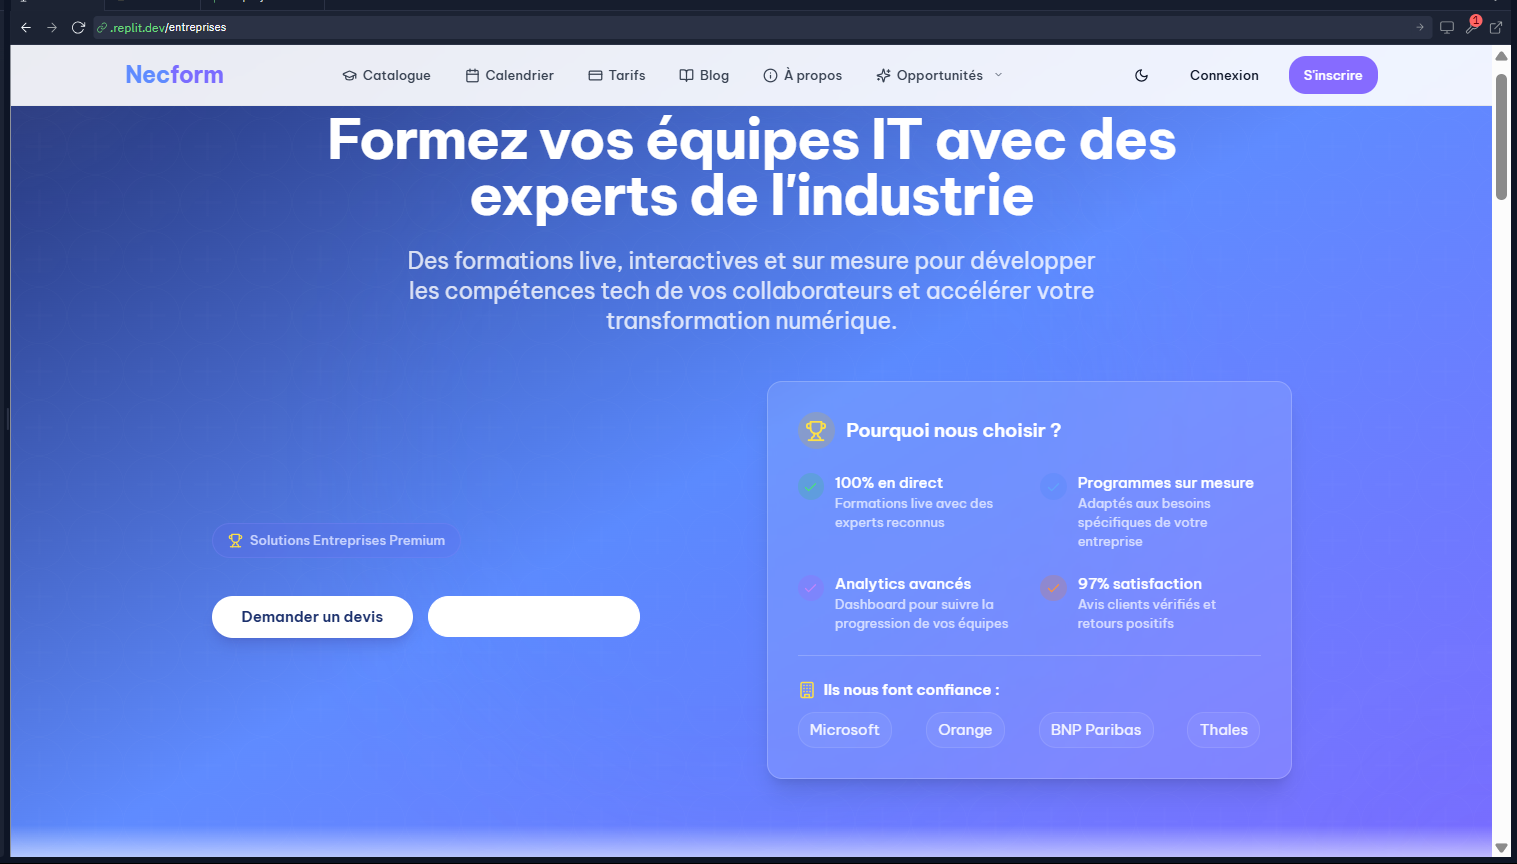 .replit.dev/entreprises
1
Necform
Catalogue
Calendrier
Tarifs
Blog
À propos
Opportunités
Connexion
S'inscrire
Formez vos équipes IT avec des
experts de l'industrie
Des formations live, interactives et sur mesure pour développer
les compétences tech de vos collaborateurs et accélérer votre
transformation numérique.
Solutions Entreprises Premium
Demander un devis
Pourquoi nous choisir ?
100% en direct
Formations live avec des
experts reconnus
Programmes sur mesure
Adaptés aux besoins
spécifiques de votre
entreprise
Analytics avancés
Dashboard pour suivre la
progression de vos équipes
97% satisfaction
Avis clients vérifiés et
retours positifs
Ils nous font confiance :
Microsoft
Orange
BNP Paribas
Thales